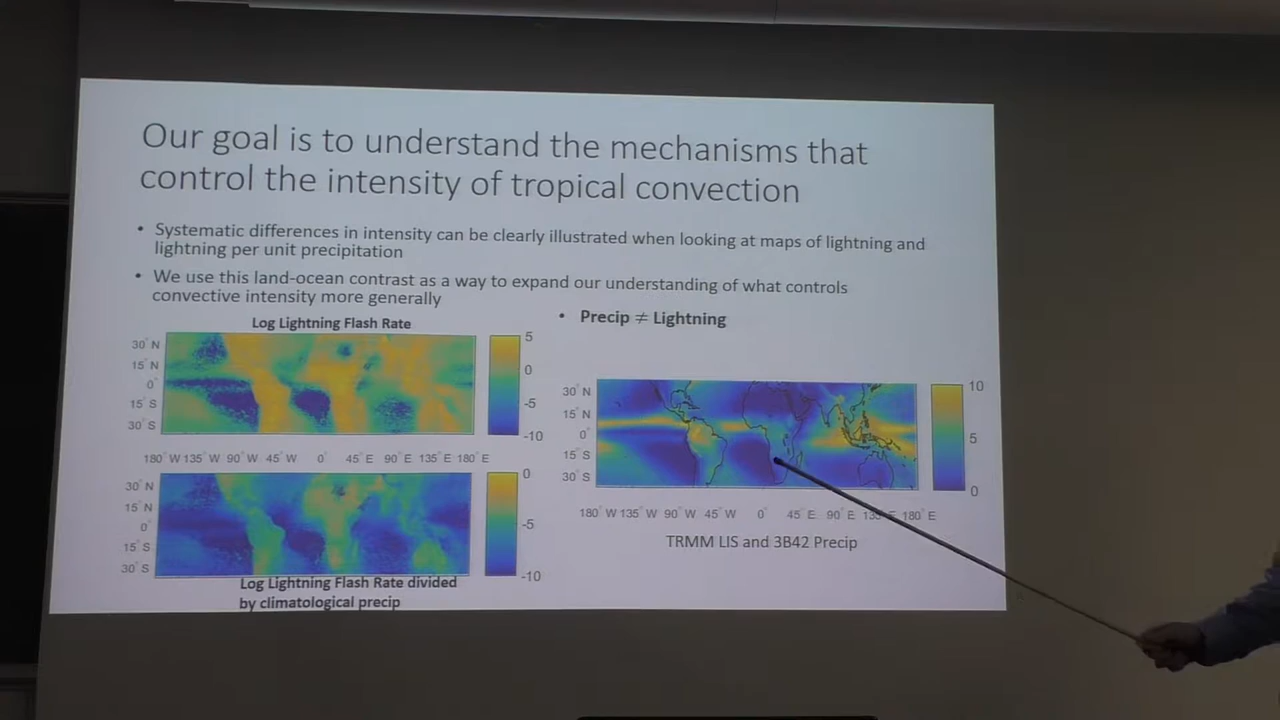 Our goal is to understand the mechanisms that
control the intensity of tropical convection
• Systematic differences in intensity can be clearly illustrated when looking at maps of lightning and
lightning per unit precipitation
• We use this land-ocean contrast as a way to expand our understanding of what controls
convective intensity more generally
Log Lightning Flash Rate
30° N
15° N
0°
15° S
30° S
5
0
-5
-10
180° W 135° W 90° W 45° W 0° 45° E 90° E 135° E 180° E
30° N
15° N
0°
15° S
30° S
0
-5
-10
Log Lightning Flash Rate divided
by climatological precip
• Precip ≠ Lightning
30° N
15° N
0°
15° S
30° S
10
5
0
180° W 135° W 90° W 45° W 0° 45° E 90° E 180° E
TRMM LIS and 3B42 Precip